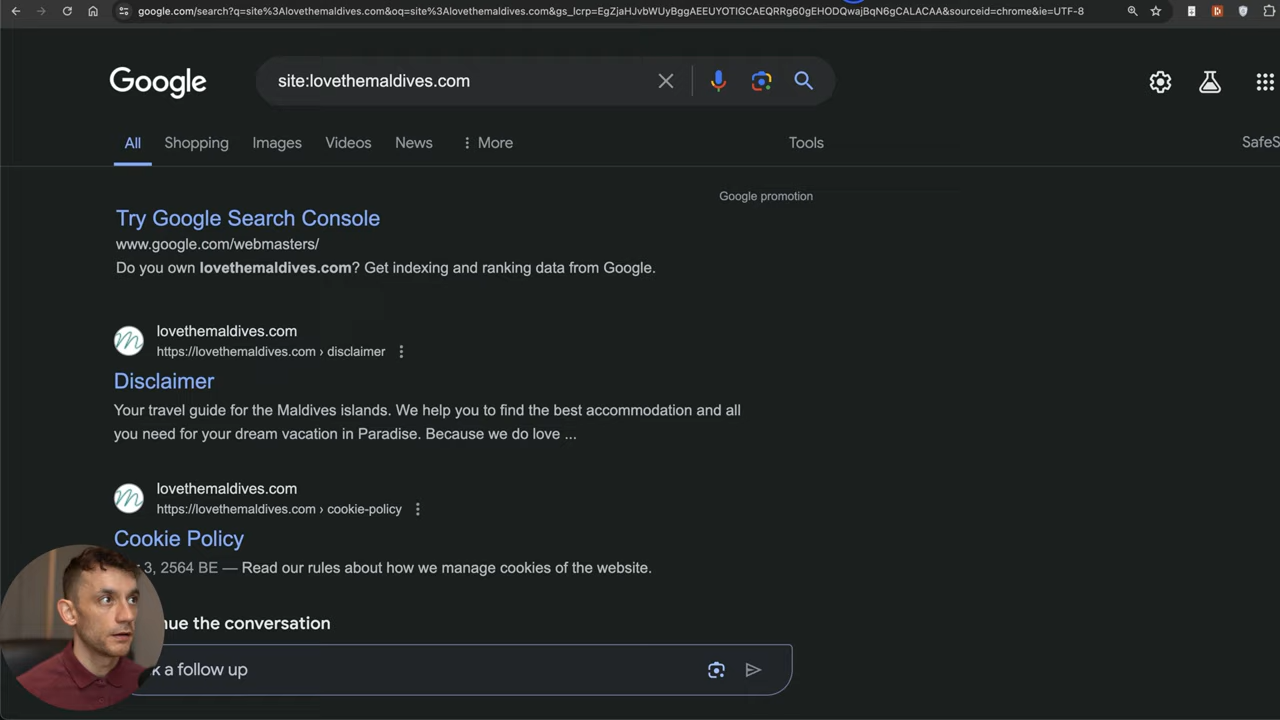 google.com/search?q=site%3Alovethemaldives.com&oq=site%3Alovethemaldives.com&gs_lcrp=EgZjaHJvbWUyBggAEEUYOTIGCAEQRRg60gEHODQwajBqN6gCALACAA&sourceid=chrome&ie=UTF-8
Google
site:lovethemaldives.com
All Shopping Images Videos News More Tools SafeS
Google promotion
Try Google Search Console
www.google.com/webmasters/
Do you own lovethemaldives.com? Get indexing and ranking data from Google.
lovethemaldives.com
https://lovethemaldives.com › disclaimer
Disclaimer
Your travel guide for the Maldives islands. We help you to find the best accommodation and all
you need for your dream vacation in Paradise. Because we do love ...
lovethemaldives.com
https://lovethemaldives.com › cookie-policy
Cookie Policy
3, 2564 BE — Read our rules about how we manage cookies of the website.
nue the conversation
k a follow up